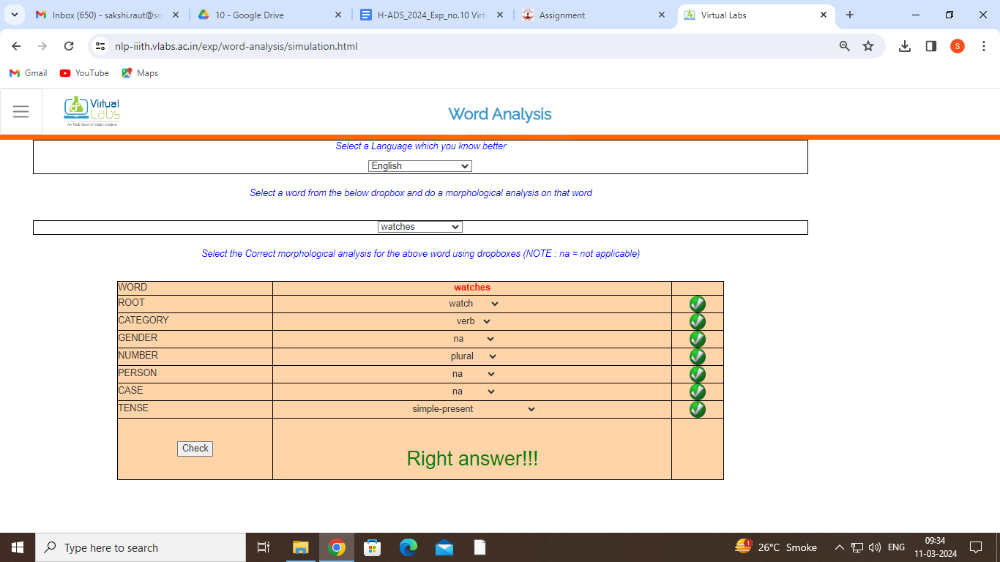 Inbox (650) - sakshi.raut@so
10 - Google Drive
H-ADS_2024_Exp_no.10 Virtu
Assignment
Virtual Labs
nlp-iiith.vlabs.ac.in/exp/word-analysis/simulation.html
S
Gmail
YouTube
Maps
Virtual
Labs
An MoE Govt of India Initiative
Word Analysis
Select a Language which you know better
English
Select a word from the below dropbox and do a morphological analysis on that word
watches
Select the Correct morphological analysis for the above word using dropboxes (NOTE : na = not applicable)
WORD watches
ROOT watch
CATEGORY verb
GENDER na
NUMBER plural
PERSON na
CASE na
TENSE simple-present
Check
Right answer!!!
Type here to search
1
26°C Smoke
ENG
09:34
11-03-2024